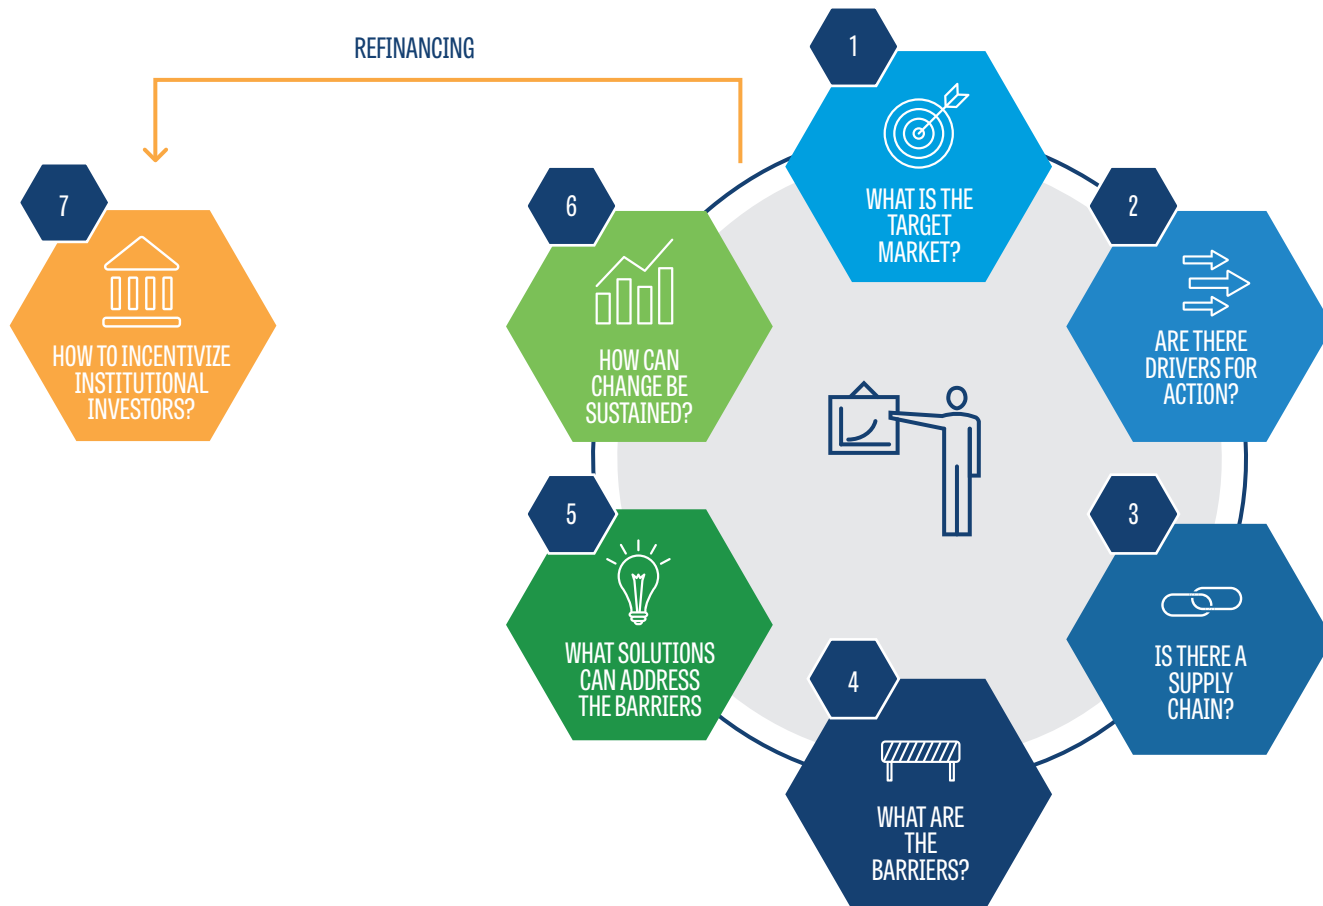 REFINANCING
1
WHAT IS THE
TARGET
MARKET?
2
ARE THERE
DRIVERS FOR
ACTION?
3
IS THERE A
SUPPLY
CHAIN?
4
WHAT ARE
THE
BARRIERS?
5
WHAT SOLUTIONS
CAN ADDRESS
THE BARRIERS
6
HOW CAN
CHANGE BE
SUSTAINED?
7
HOW TO INCENTIVIZE
INSTITUTIONAL
INVESTORS?